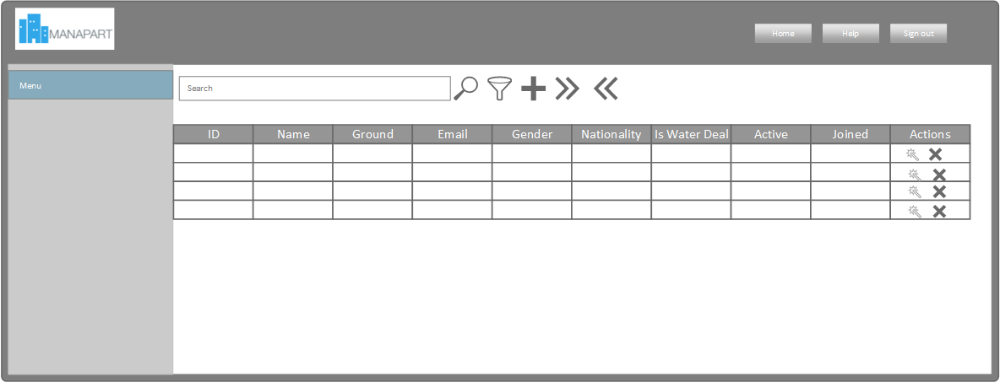 MANAPART
Home
Help
Sign out
Menu
Search
ID Name Ground Email Gender Nationality Is Water Deal Active Joined Actions